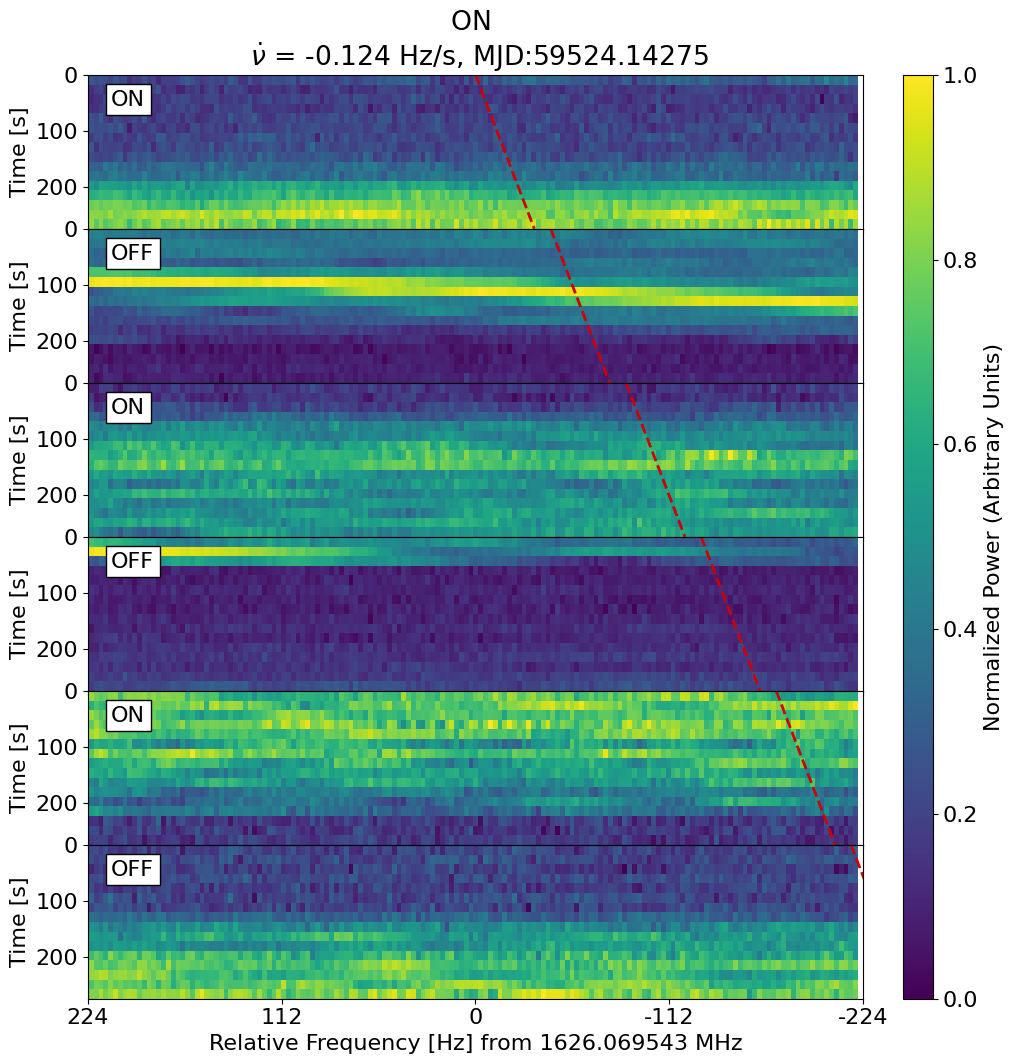 ON
ν̇ = -0.124 Hz/s, MJD:59524.14275
0
ON
100
200
Time [s]
0
OFF
100
200
Time [s]
0
ON
100
200
Time [s]
0
OFF
100
200
Time [s]
0
ON
100
200
Time [s]
0
OFF
100
200
Time [s]
224 112 0 -112 -224
Relative Frequency [Hz] from 1626.069543 MHz
1.0
0.8
0.6
0.4
0.2
0.0
Normalized Power (Arbitrary Units)